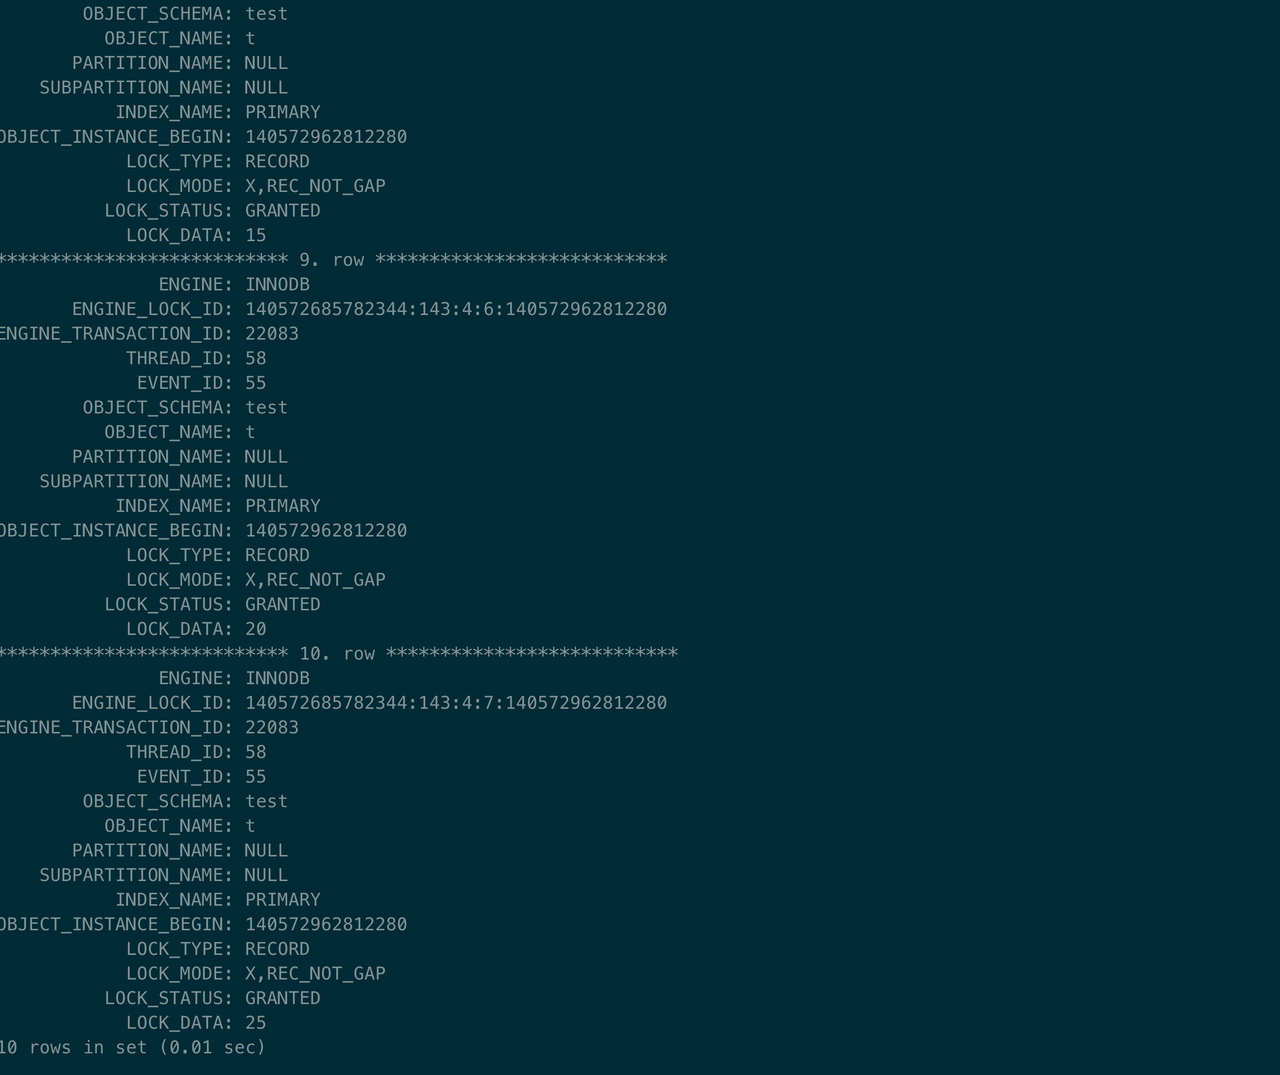 OBJECT_SCHEMA: test
OBJECT_NAME: t
PARTITION_NAME: NULL
SUBPARTITION_NAME: NULL
INDEX_NAME: PRIMARY
OBJECT_INSTANCE_BEGIN: 140572962812280
LOCK_TYPE: RECORD
LOCK_MODE: X,REC_NOT_GAP
LOCK_STATUS: GRANTED
LOCK_DATA: 15
*************************** 9. row ***************************
ENGINE: INNODB
ENGINE_LOCK_ID: 140572685782344:143:4:6:140572962812280
ENGINE_TRANSACTION_ID: 22083
THREAD_ID: 58
EVENT_ID: 55
OBJECT_SCHEMA: test
OBJECT_NAME: t
PARTITION_NAME: NULL
SUBPARTITION_NAME: NULL
INDEX_NAME: PRIMARY
OBJECT_INSTANCE_BEGIN: 140572962812280
LOCK_TYPE: RECORD
LOCK_MODE: X,REC_NOT_GAP
LOCK_STATUS: GRANTED
LOCK_DATA: 20
*************************** 10. row ***************************
ENGINE: INNODB
ENGINE_LOCK_ID: 140572685782344:143:4:7:140572962812280
ENGINE_TRANSACTION_ID: 22083
THREAD_ID: 58
EVENT_ID: 55
OBJECT_SCHEMA: test
OBJECT_NAME: t
PARTITION_NAME: NULL
SUBPARTITION_NAME: NULL
INDEX_NAME: PRIMARY
OBJECT_INSTANCE_BEGIN: 140572962812280
LOCK_TYPE: RECORD
LOCK_MODE: X,REC_NOT_GAP
LOCK_STATUS: GRANTED
LOCK_DATA: 25
10 rows in set (0.01 sec)